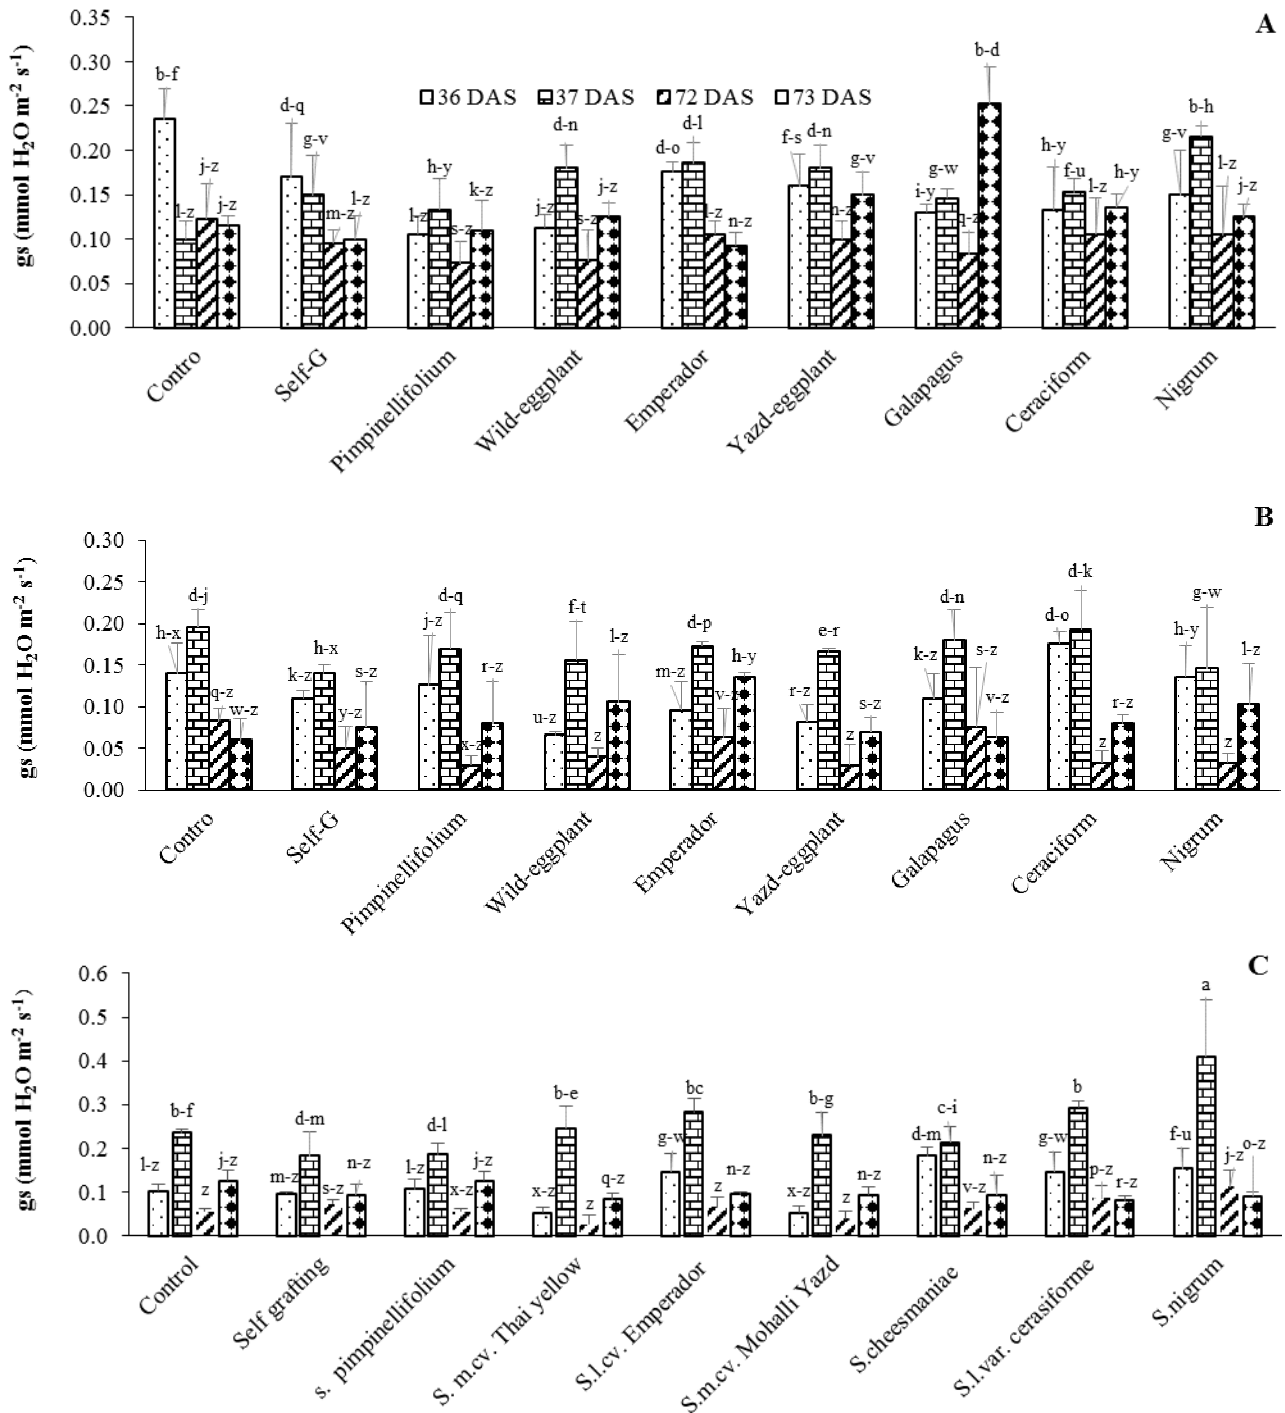 A
gs (mmol H₂O m⁻² s⁻¹)
0.35
0.30
0.25
0.20
0.15
0.10
0.05
0.00
36 DAS 37 DAS 72 DAS 73 DAS
b-f l-z j-z j-z
d-q g-v m-z l-z
l-z h-y s-z k-z
j-z d-n s-z j-z
d-o d-l l-z n-z
f-s d-n n-z g-v
i-y g-w q-z b-d
h-y f-u l-z h-y
g-v b-h l-z j-z
Contro
Self-G
Pimpinellifolium
Wild-eggplant
Emperador
Yazd-eggplant
Galapagus
Ceraciform
Nigrum
B
gs (mmol H₂O m⁻² s⁻¹)
0.30
0.25
0.20
0.15
0.10
0.05
0.00
h-x d-j q-z w-z
k-z h-x y-z s-z
j-z d-q x-z r-z
u-z f-t z l-z
m-z d-p v-z h-y
r-z e-r z s-z
k-z d-n s-z v-z
d-o d-k z r-z
h-y g-w z l-z
Contro
Self-G
Pimpinellifolium
Wild-eggplant
Emperador
Yazd-eggplant
Galapagus
Ceraciform
Nigrum
C
gs (mmol H₂O m⁻² s⁻¹)
0.6
0.5
0.4
0.3
0.2
0.1
0.0
l-z b-f z j-z
m-z d-m s-z n-z
l-z d-l x-z j-z
x-z b-e z q-z
g-w bc z n-z
x-z b-g z n-z
d-m c-i v-z n-z
g-w b p-z r-z
f-u a j-z o-z
Control
Self grafting
s. pimpinellifolium
S. m.cv. Thai yellow
S.l.cv. Emperador
S.m.cv. Mohalli Yazd
S.cheesmaniae
S.l.var. cerasiforme
S.nigrum